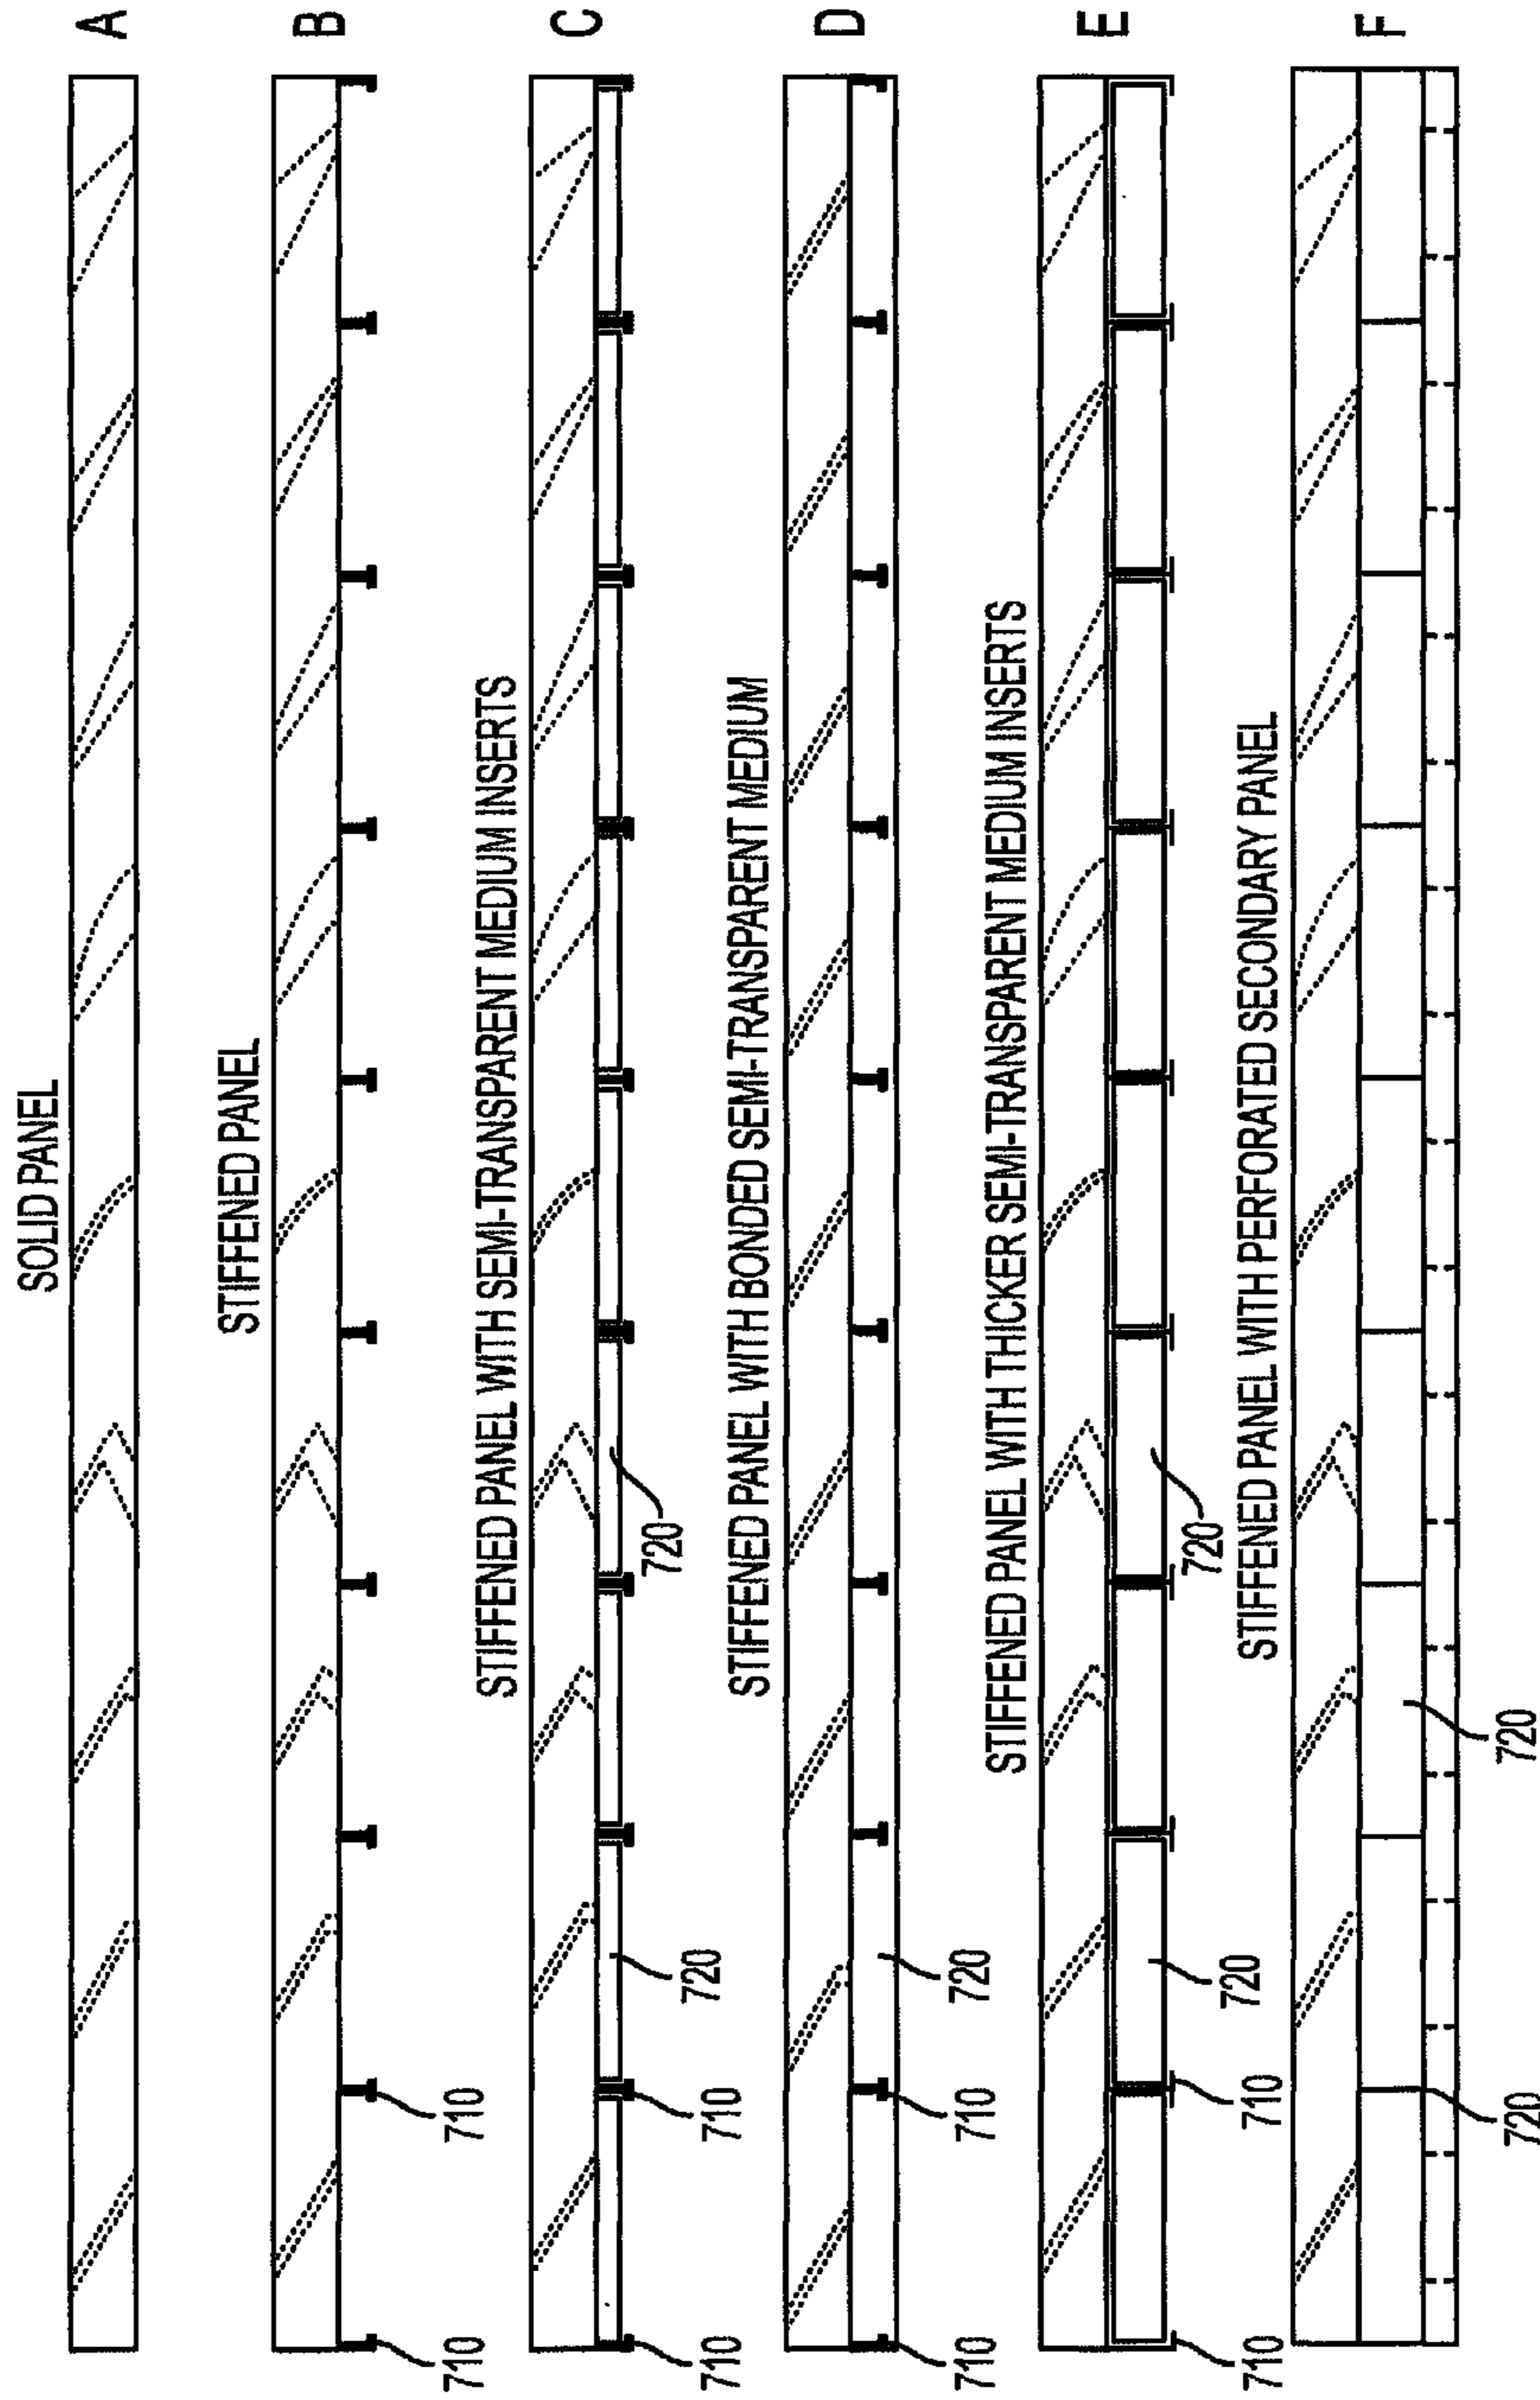 SOLID PANEL
A
STIFFENED PANEL
B
710
710
STIFFENED PANEL WITH SEMI-TRANSPARENT MEDIUM INSERTS
C
710
710
720
720
STIFFENED PANEL WITH BONDED SEMI-TRANSPARENT MEDIUM
D
710
710
720
STIFFENED PANEL WITH THICKER SEMI-TRANSPARENT MEDIUM INSERTS
E
710
710
720
720
STIFFENED PANEL WITH PERFORATED SECONDARY PANEL
F
720
720